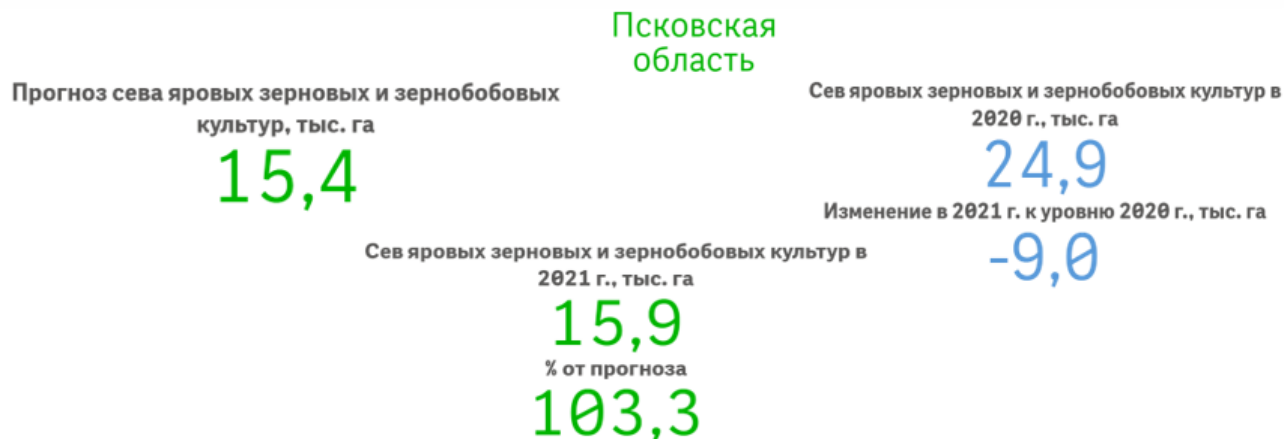 Псковская
область
Прогноз сева яровых зерновых и зернобобовых
культур, тыс. га
15,4
Сев яровых зерновых и зернобобовых культур в
2020 г., тыс. га
24,9
Изменение в 2021 г. к уровню 2020 г., тыс. га
-9,0
Сев яровых зерновых и зернобобовых культур в
2021 г., тыс. га
15,9
% от прогноза
103,3